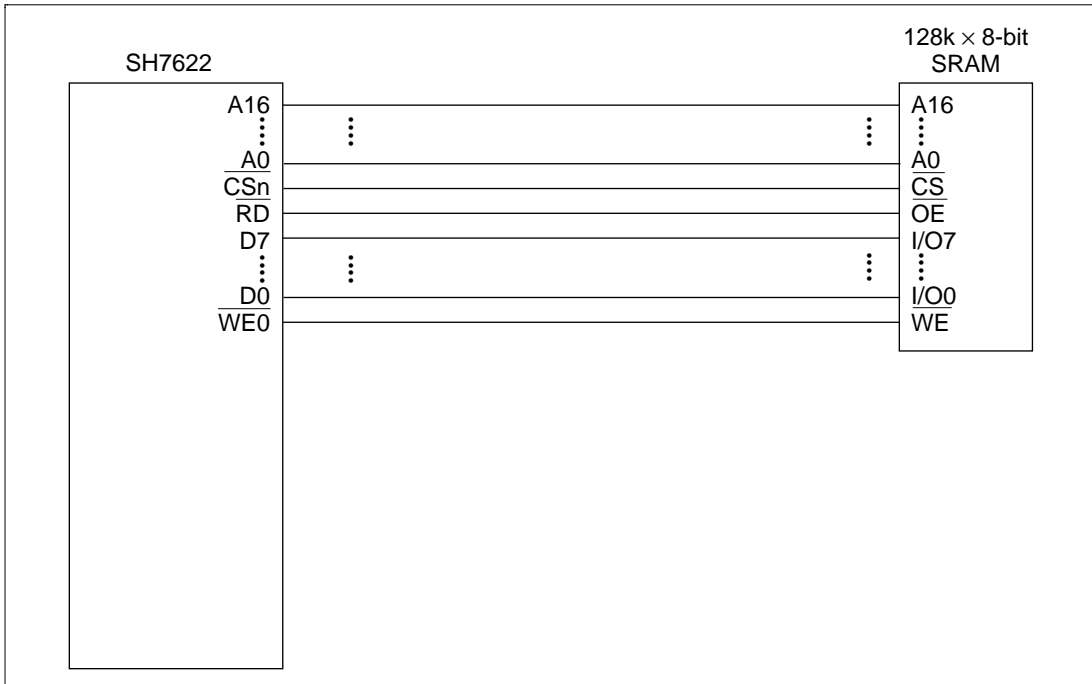 SH7622
128k × 8-bit
SRAM
A16
A0
CSn
RD
D7
D0
WE0
A16
A0
CS
OE
I/O7
I/O0
WE